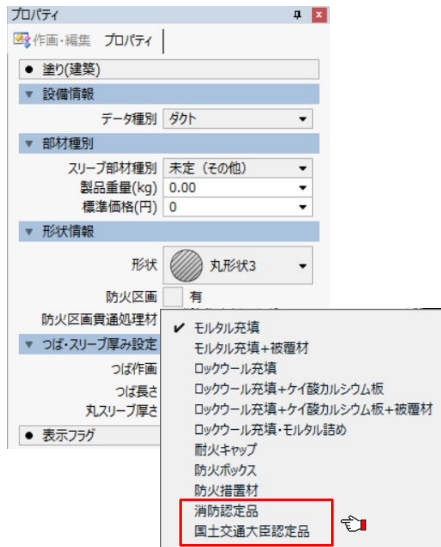 プロパティ
作画・編集 プロパティ
● 塗り(建築)
▼ 設備情報
データ種別 ダクト
▼ 部材種別
スリーブ部材種別 未定 (その他)
製品重量(kg) 0.00
標準価格(円) 0
▼ 形状情報
形状 丸形状3
防火区画 有
防火区画貫通処理材
✔ モルタル充填
モルタル充填+被覆材
ロックウール充填
ロックウール充填+ケイ酸カルシウム板
ロックウール充填+ケイ酸カルシウム板+被覆材
ロックウール充填・モルタル詰め
耐火キャップ
防火ボックス
防火措置材
消防認定品
国土交通大臣認定品
▼ つば・スリーブ厚み設定
つば作画
つば長さ
丸スリーブ厚さ
● 表示フラグ